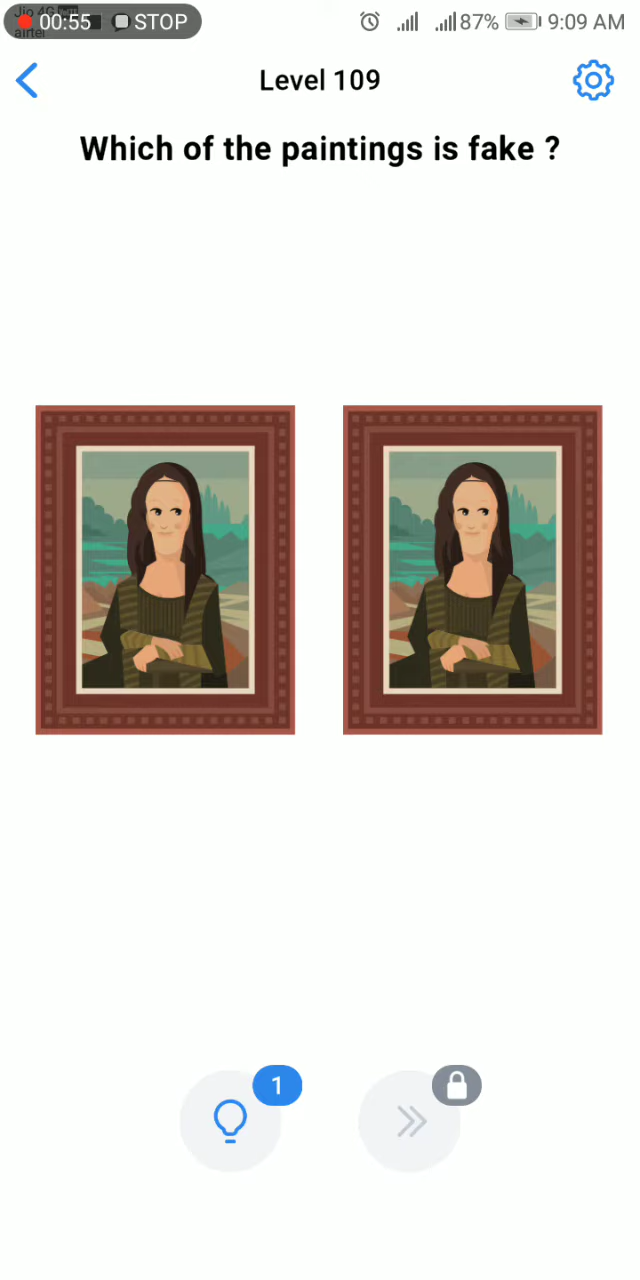 Jio 4G
airtel
00:55 STOP 87% 9:09 AM
Level 109
Which of the paintings is fake ?
1